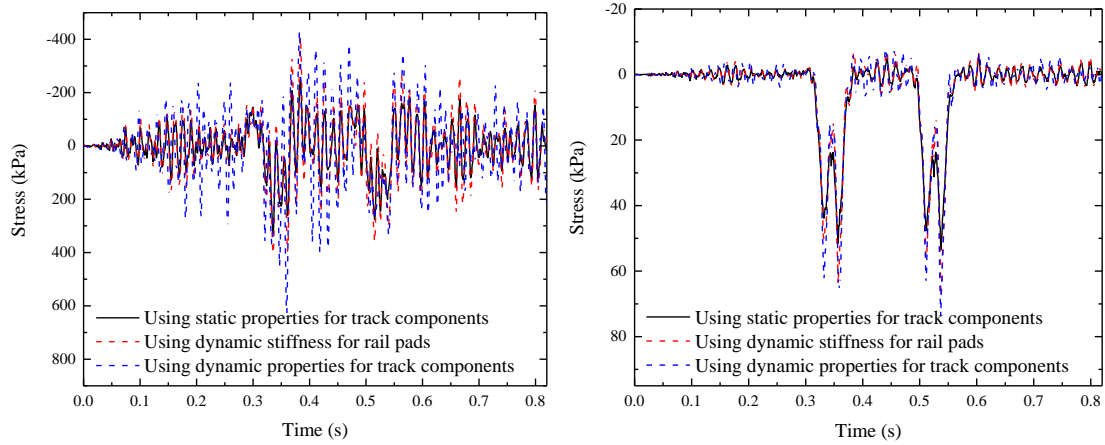 -400
-200
0
200
400
600
800
Stress (kPa)
Using static properties for track components
Using dynamic stiffness for rail pads
Using dynamic properties for track components
0.0 0.1 0.2 0.3 0.4 0.5 0.6 0.7 0.8
Time (s)
-20
0
20
40
60
80
Stress (kPa)
Using static properties for track components
Using dynamic stiffness for rail pads
Using dynamic properties for track components
0.0 0.1 0.2 0.3 0.4 0.5 0.6 0.7 0.8
Time (s)